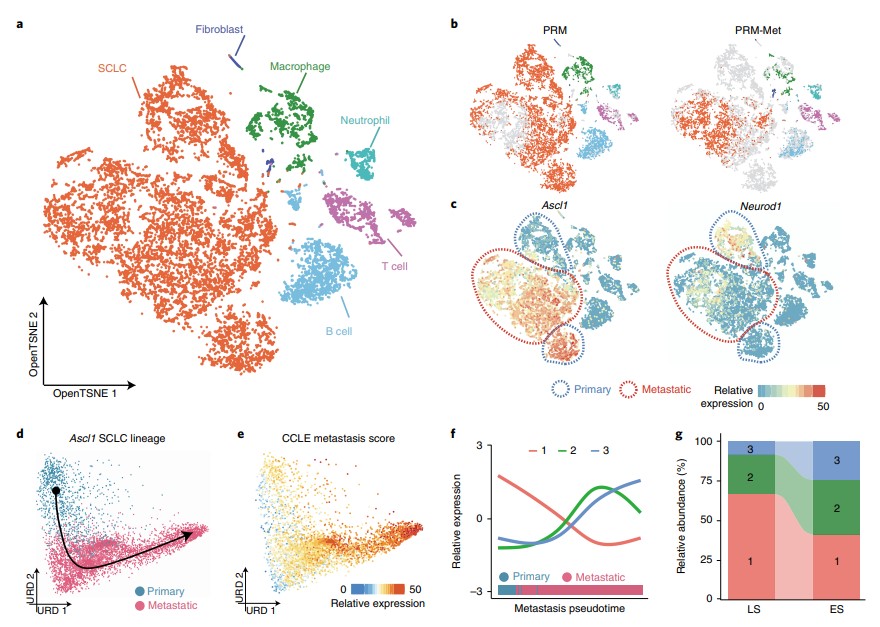 a
Fibroblast
SCLC
Macrophage
Neutrophil
T cell
B cell
OpenTSNE 2
OpenTSNE 1
b
PRM
PRM-Met
c
Ascl1
Neurod1
Primary
Metastatic
Relative
expression
0
50
d
Ascl1 SCLC lineage
URD 2
URD 1
Primary
Metastatic
e
CCLE metastasis score
URD 2
URD 1
0
50
Relative expression
f
1
2
3
Relative expression
3
0
−3
Primary
Metastatic
Metastasis pseudotime
g
Relative abundance (%)
100
75
50
25
0
3
2
1
3
2
1
LS
ES